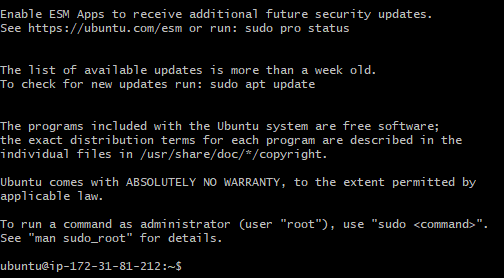 Enable ESM Apps to receive additional future security updates.
See https://ubuntu.com/esm or run: sudo pro status
The list of available updates is more than a week old.
To check for new updates run: sudo apt update
The programs included with the Ubuntu system are free software;
the exact distribution terms for each program are described in the
individual files in /usr/share/doc/*/copyright.
Ubuntu comes with ABSOLUTELY NO WARRANTY, to the extent permitted by
applicable law.
To run a command as administrator (user "root"), use "sudo <command>".
See "man sudo_root" for details.
ubuntu@ip-172-31-81-212:~$